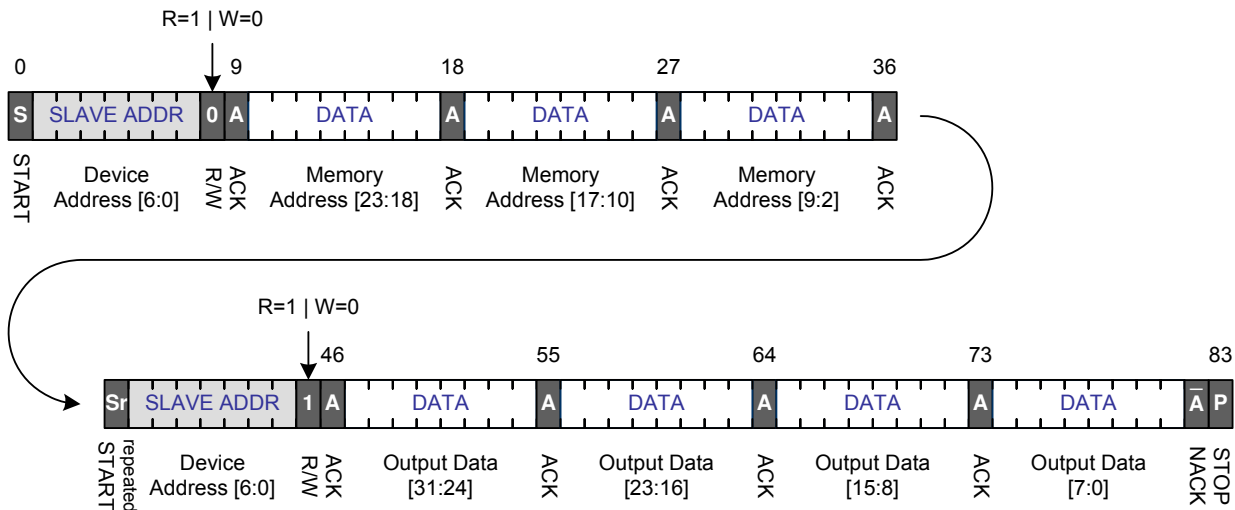 R=1 | W=0
0 9 18 27 36
S SLAVE ADDR 0 A DATA A DATA A DATA A
START Device Address [6:0] R/W ACK Memory Address [23:18] ACK Memory Address [17:10] ACK Memory Address [9:2] ACK
R=1 | W=0
46 55 64 73 83
Sr SLAVE ADDR 1 A DATA A DATA A DATA A DATA A̅ P
repeated START Device Address [6:0] R/W ACK Output Data [31:24] ACK Output Data [23:16] ACK Output Data [15:8] ACK Output Data [7:0] NACK STOP